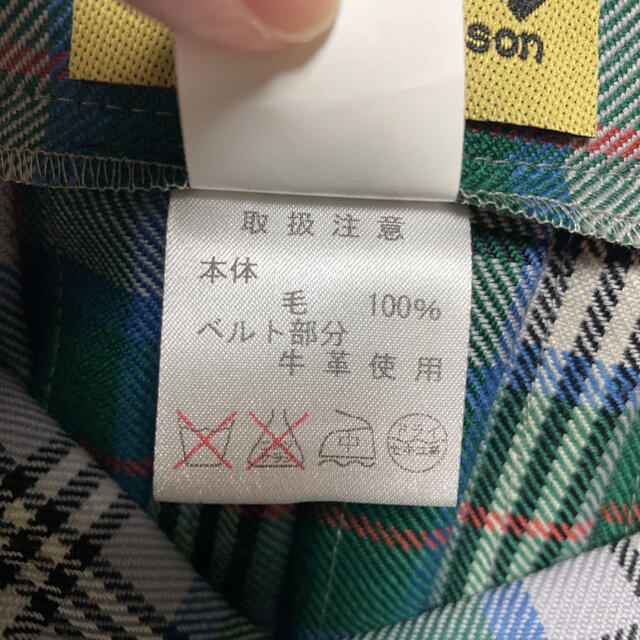 son
取扱注意
本体
毛 100%
ベルト部分
牛革使用
中